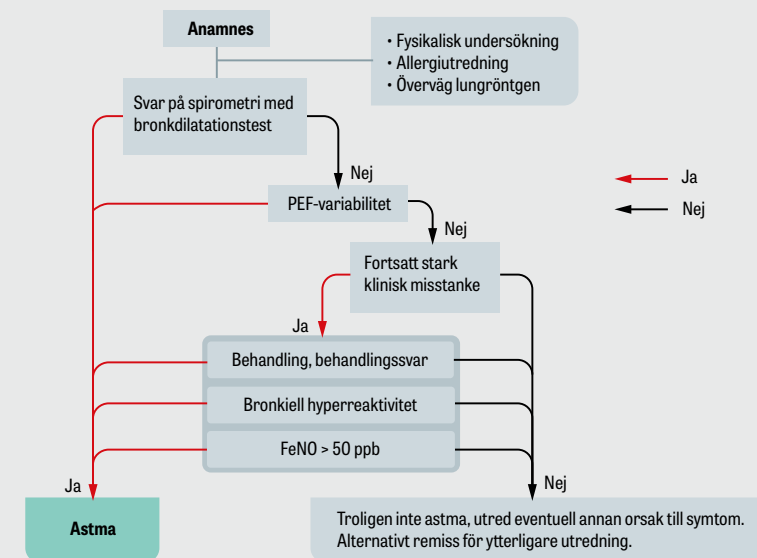 Anamnes
• Fysikalisk undersökning
• Allergiutredning
• Överväg lungröntgen
Svar på spirometri med
bronkdilatationstest
Nej
Ja
Nej
PEF-variabilitet
Nej
Fortsatt stark
klinisk misstanke
Ja
Behandling, behandlingssvar
Bronkiell hyperreaktivitet
FeNO > 50 ppb
Ja
Nej
Astma
Troligen inte astma, utred eventuell annan orsak till symtom.
Alternativt remiss för ytterligare utredning.